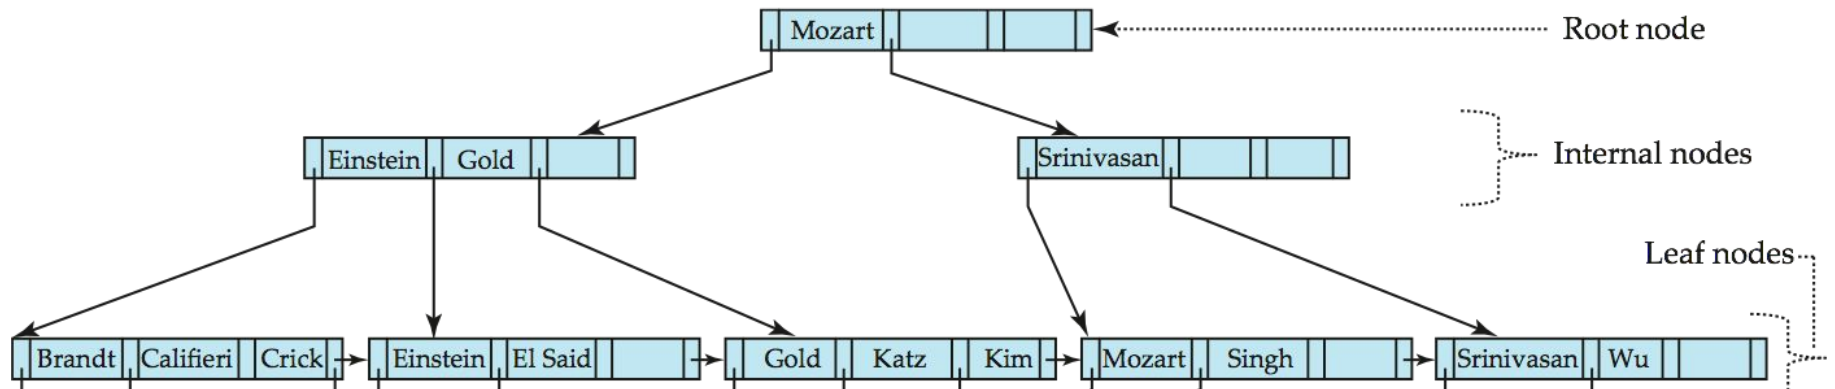 Mozart
Root node
Einstein Gold
Srinivasan
Internal nodes
Leaf nodes
Brandt Califieri Crick
Einstein El Said
Gold Katz Kim
Mozart Singh
Srinivasan Wu